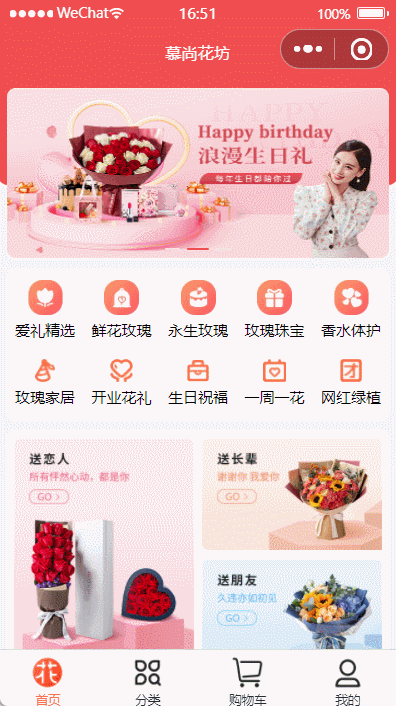 WeChat
16:51
100%
慕尚花坊
HAPPY
Happy birthday
浪漫生日礼
每年生日都陪你过
爱礼精选
鲜花玫瑰
永生玫瑰
玫瑰珠宝
香水体护
玫瑰家居
开业花礼
生日祝福
一周一花
网红绿植
送恋人
所有怦然心动，都是你
GO >
送长辈
谢谢你 我爱你
GO >
送朋友
久违亦如初见
GO >
花
首页
分类
购物车
我的